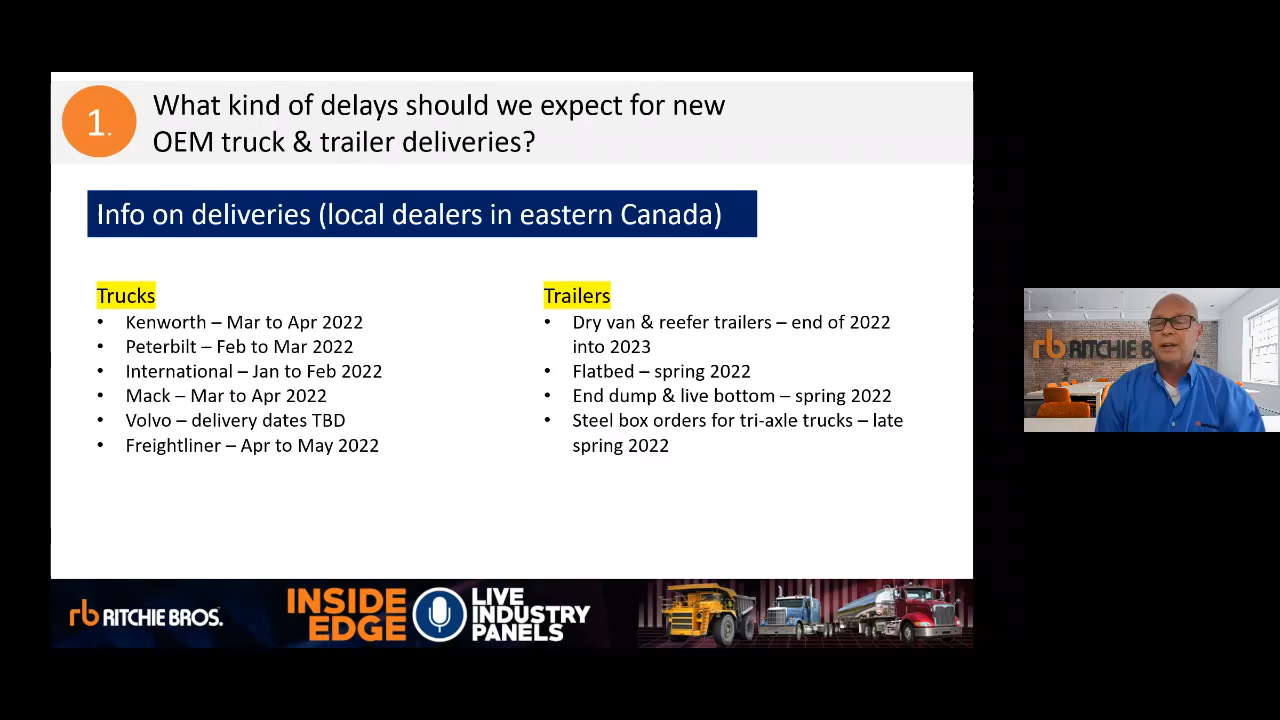 1.
What kind of delays should we expect for new
OEM truck & trailer deliveries?
Info on deliveries (local dealers in eastern Canada)
Trucks
• Kenworth – Mar to Apr 2022
• Peterbilt – Feb to Mar 2022
• International – Jan to Feb 2022
• Mack – Mar to Apr 2022
• Volvo – delivery dates TBD
• Freightliner – Apr to May 2022
Trailers
• Dry van & reefer trailers – end of 2022
into 2023
• Flatbed – spring 2022
• End dump & live bottom – spring 2022
• Steel box orders for tri-axle trucks – late
spring 2022
rb RITCHIE BROS.
INSIDE
EDGE
LIVE
INDUSTRY
PANELS
rb RITCHIE B